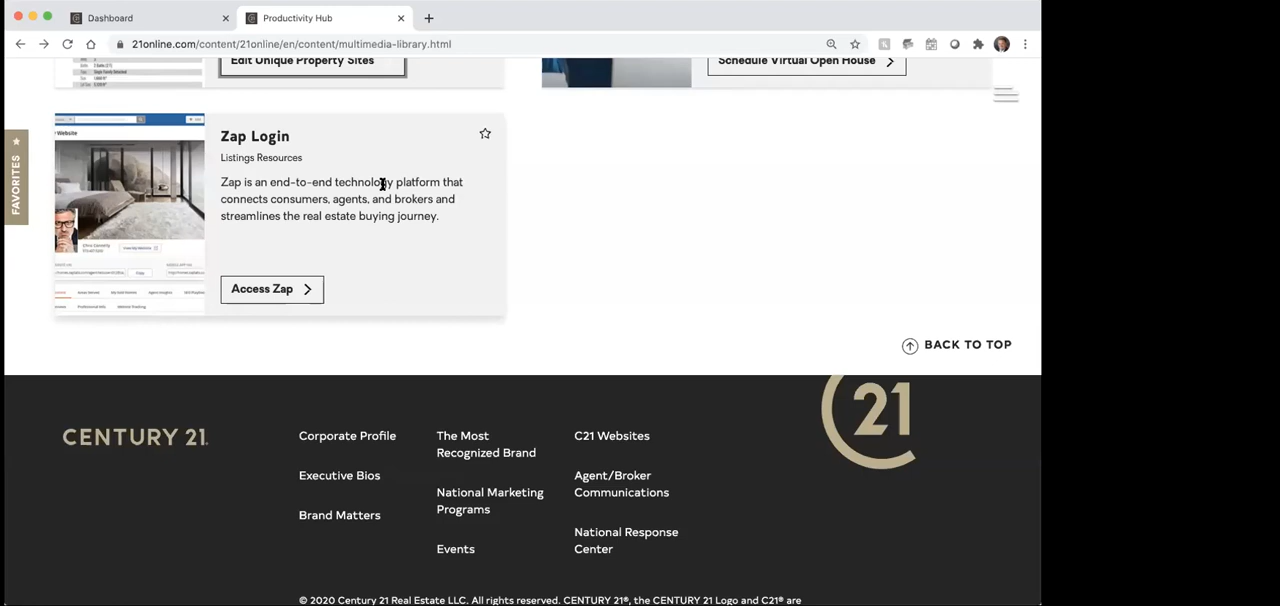 Dashboard
Productivity Hub
21online.com/content/21online/en/content/multimedia-library.html
Edit Unique Property Sites
Schedule Virtual Open House
FAVORITES
Zap Login
Listings Resources
Zap is an end-to-end technology platform that
connects consumers, agents, and brokers and
streamlines the real estate buying journey.
Access Zap
BACK TO TOP
CENTURY 21
21
Corporate Profile
Executive Bios
Brand Matters
The Most
Recognized Brand
National Marketing
Programs
Events
C21 Websites
Agent/Broker
Communications
National Response
Center
© 2020 Century 21 Real Estate LLC. All rights reserved. CENTURY 21®, the CENTURY 21 Logo and C21® are